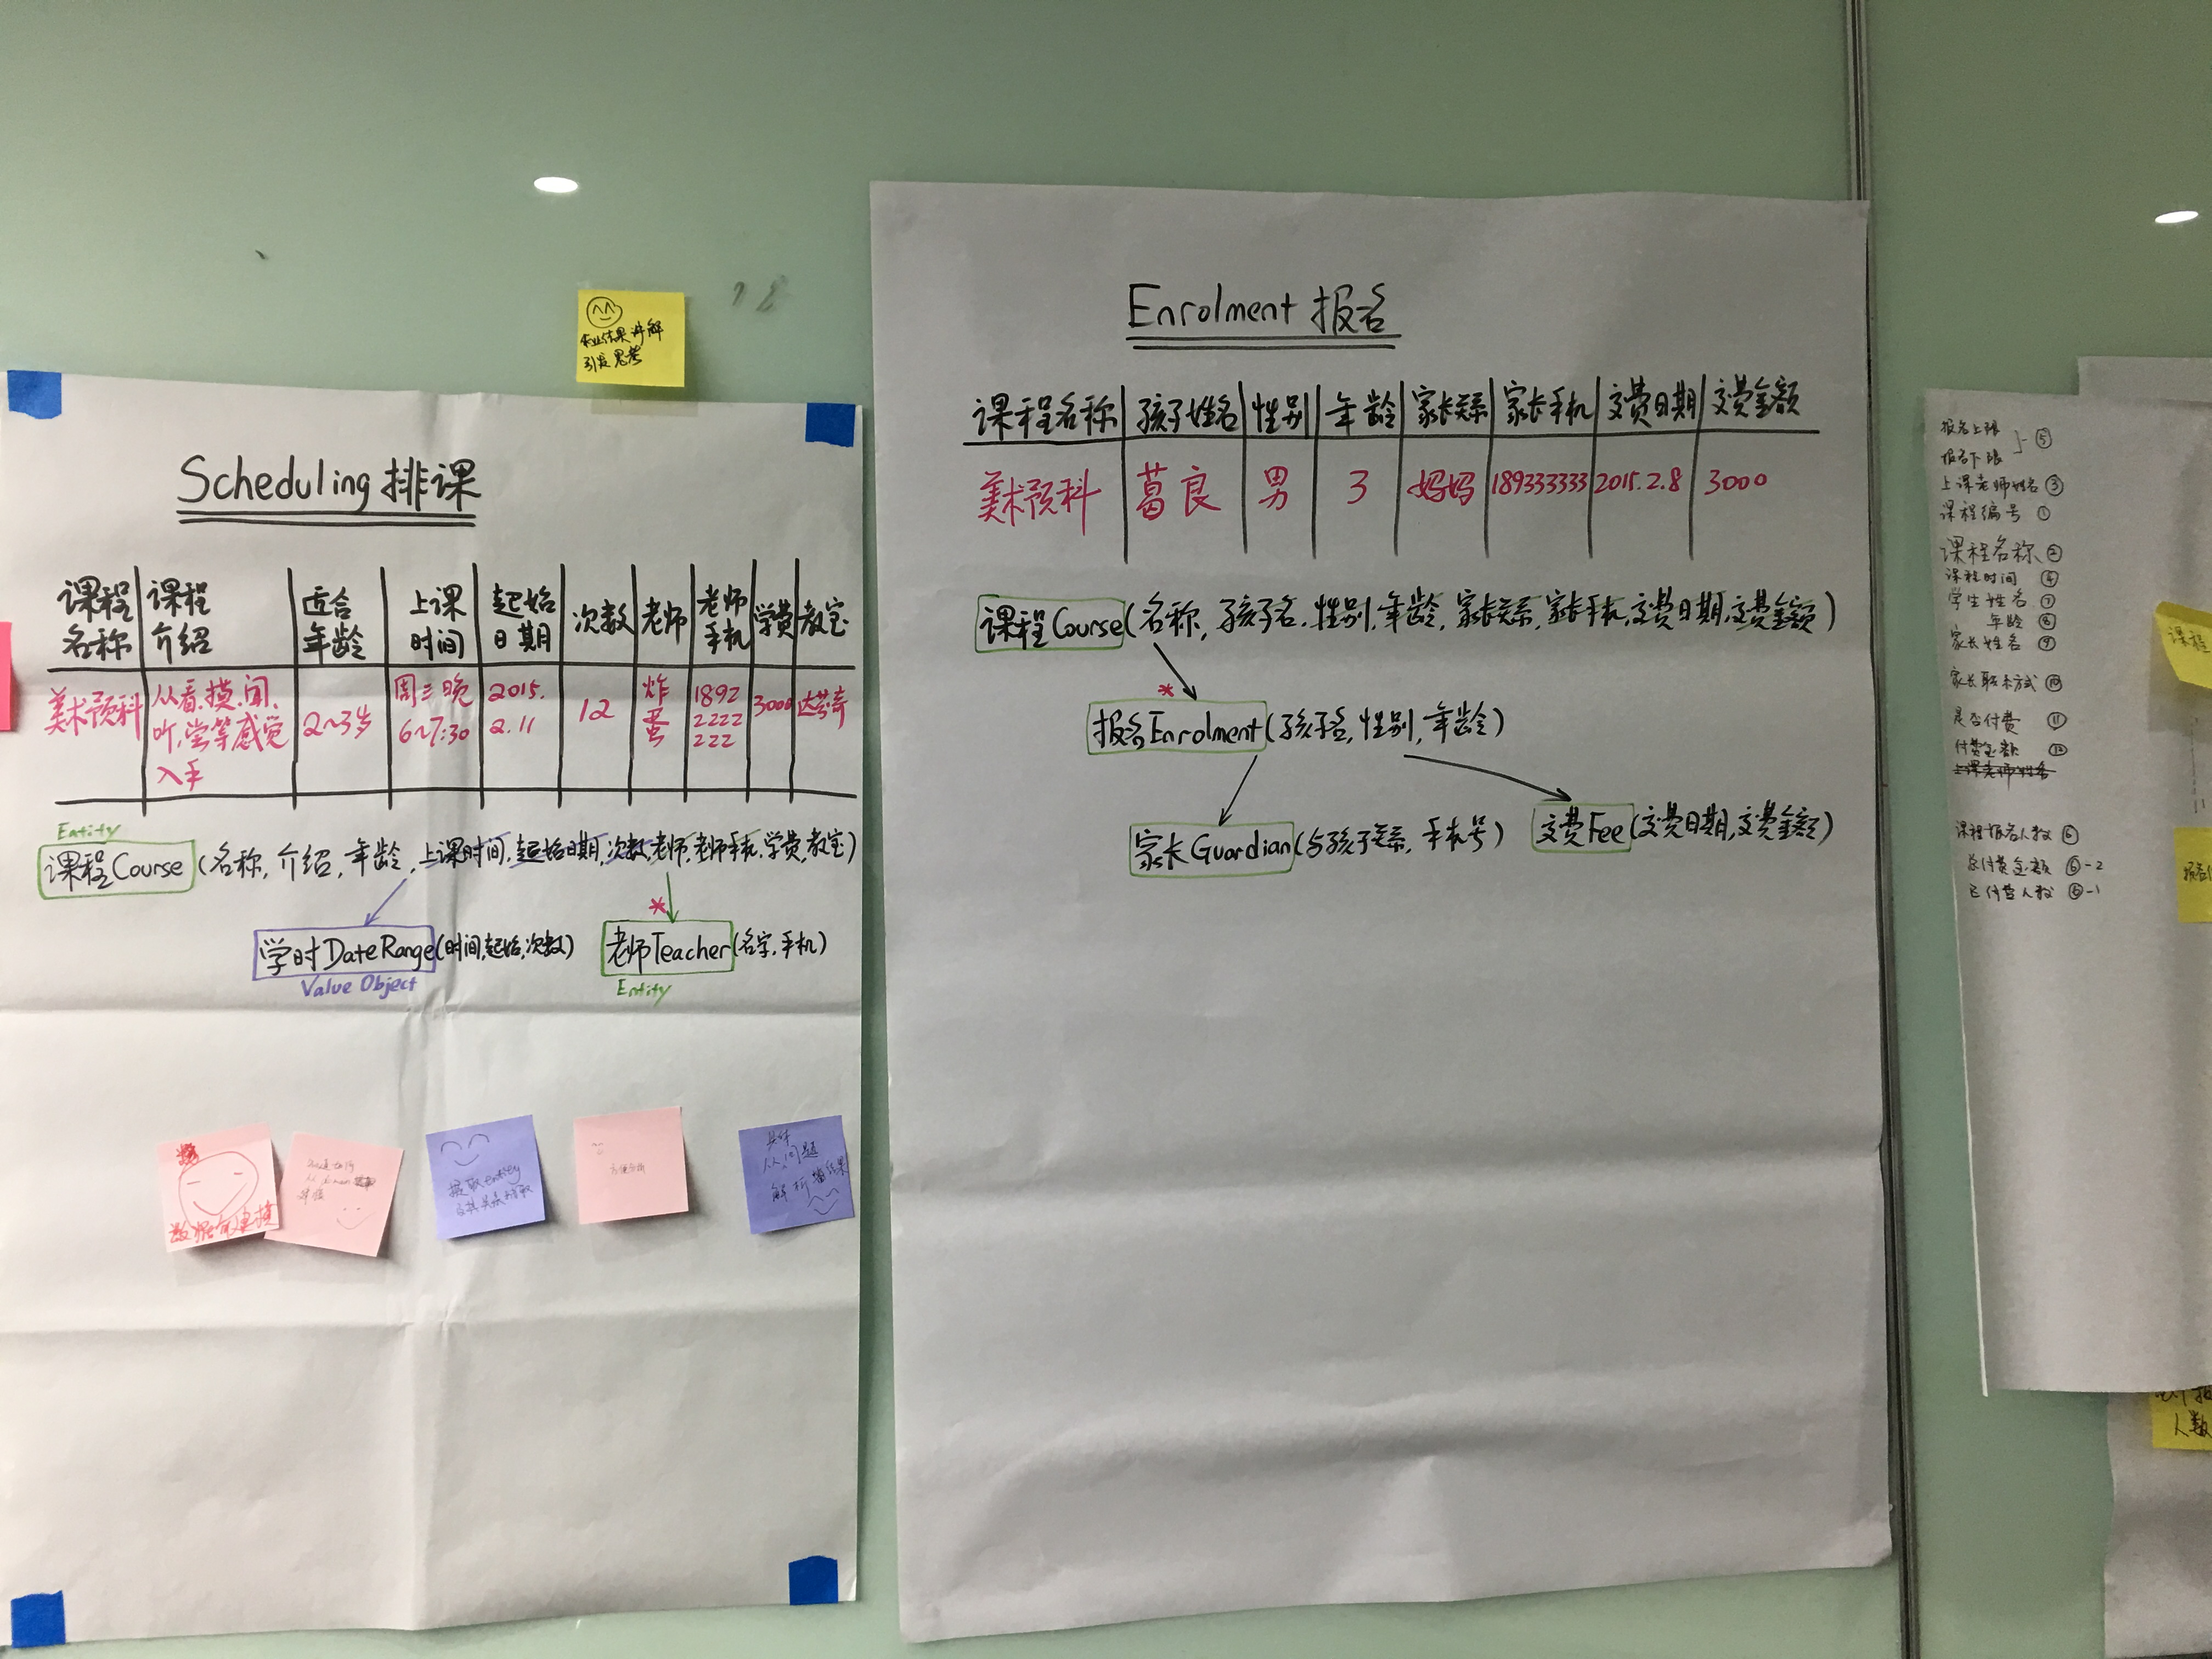 作业结果讲解
引发思考
Scheduling 排课
课程名称 课程介绍 适合年龄 上课时间 起始日期 次数 老师 老师手机 学费 教室
美术预科 从看.摸.闻.听.尝等感觉入手 2~3岁 周三晚6~7:30 2015.2.11 12 炸蛋 18922222222 3000 达芬奇
Entity
课程Course (名称, 介绍, 年龄, 上课时间, 起始日期, 次数, 老师, 老师手机, 学费, 教室)
*
学时DateRange(时间,起始,次数) 老师Teacher(名字,手机)
Value Object Entity
提取entity
从问题
解析
结果
Enrolment 报名
课程名称 孩子姓名 性别 年龄 家长关系 家长手机 交费日期 交费金额
美术预科 葛良 男 3 妈妈 189333333 2015.2.8 3000
课程Course(名称, 孩子名, 性别, 年龄, 家长关系, 家长手机, 交费日期, 交费金额)
*
报名Enrolment(孩子名, 性别, 年龄)
家长Guardian(与孩子关系, 手机号) 交费Fee(交费日期, 交费金额)
报名上限
报名下限 ⑤
上课老师姓名 ③
课程编号 ①
课程名称 ②
课程时间 ④
学生姓名 ⑦
年龄 ⑧
家长姓名 ⑨
家长联系方式 ⑩
是否付费 ⑪
付费金额 ⑫
上课老师姓名
课程报名人数 ⑥
总付费金额 ⑥-2
已付费人数 ⑥-1
课程
人数